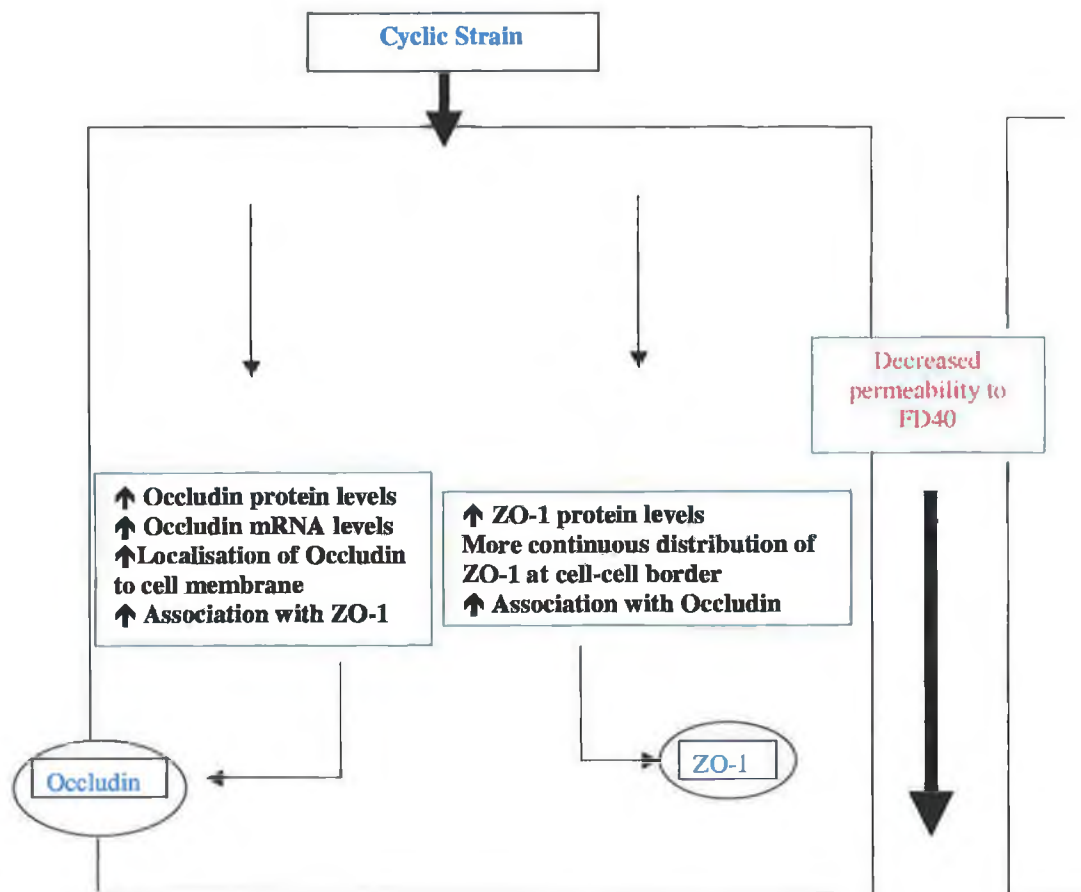 Cyclic Strain
Decreased
permeability to
FD40
↑ Occludin protein levels
↑ Occludin mRNA levels
↑Localisation of Occludin
to cell membrane
↑ Association with ZO-1
↑ ZO-1 protein levels
More continuous distribution of
ZO-1 at cell-cell border
↑ Association with Occludin
Occludin
ZO-1